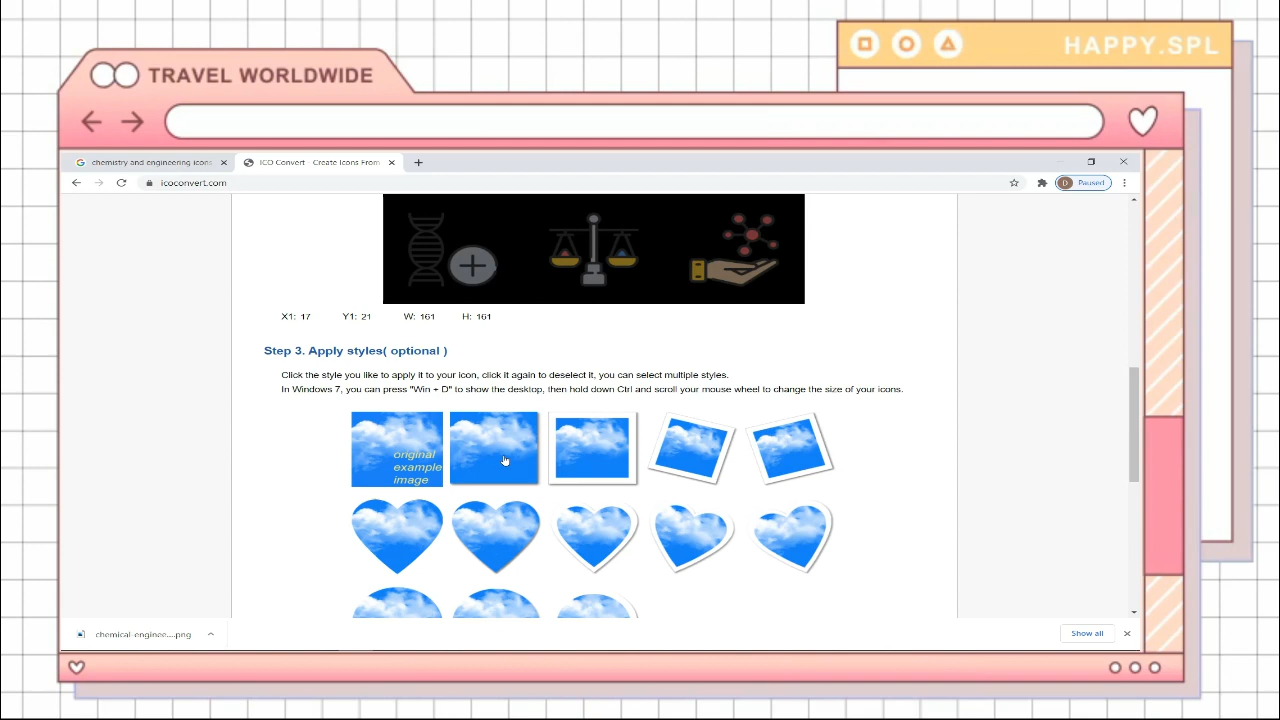 HAPPY.SPL
TRAVEL WORLDWIDE
chemistry and engineering icons
ICO Convert - Create Icons From
icoconvert.com
D Paused
X1: 17 Y1: 21 W: 161 H: 161
Step 3. Apply styles( optional )
Click the style you like to apply it to your icon, click it again to deselect it, you can select multiple styles.
In Windows 7, you can press "Win + D" to show the desktop, then hold down Ctrl and scroll your mouse wheel to change the size of your icons.
original
example
image
chemical-enginee....png
Show all